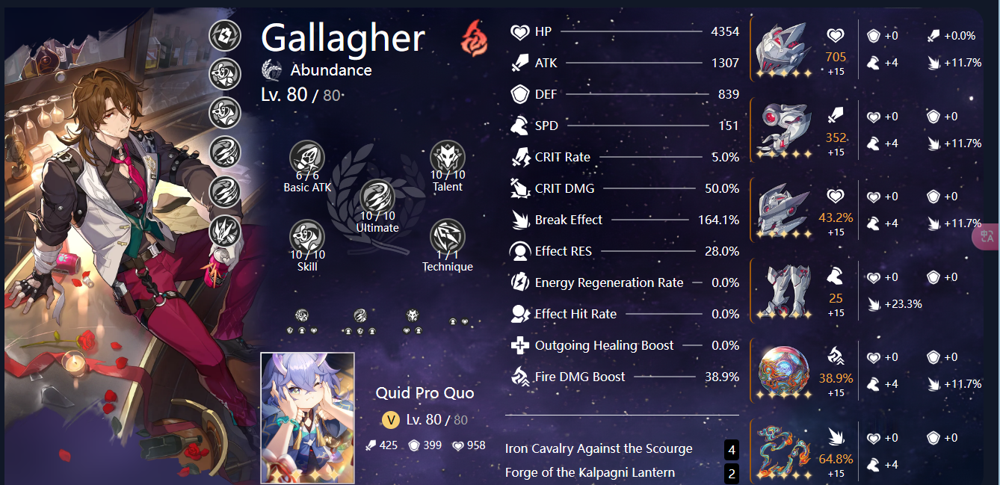 Gallagher
Abundance
Lv. 80 / 80
6 / 6
Basic ATK
10 / 10
Talent
10 / 10
Ultimate
10 / 10
Skill
1 / 1
Technique
Quid Pro Quo
V Lv. 80 / 80
425 399 958
HP 4354
ATK 1307
DEF 839
SPD 151
CRIT Rate 5.0%
CRIT DMG 50.0%
Break Effect 164.1%
Effect RES 28.0%
Energy Regeneration Rate 0.0%
Effect Hit Rate 0.0%
Outgoing Healing Boost 0.0%
Fire DMG Boost 38.9%
Iron Cavalry Against the Scourge 4
Forge of the Kalpagni Lantern 2
705
+15
+0 +0.0%
+4 +11.7%
352
+15
+0 +0
+4 +11.7%
43.2%
+15
+0 +0
+4 +11.7%
25
+15
+0 +0
+23.3%
38.9%
+15
+0 +0
+4 +11.7%
64.8%
+15
+0 +0
+4
中A